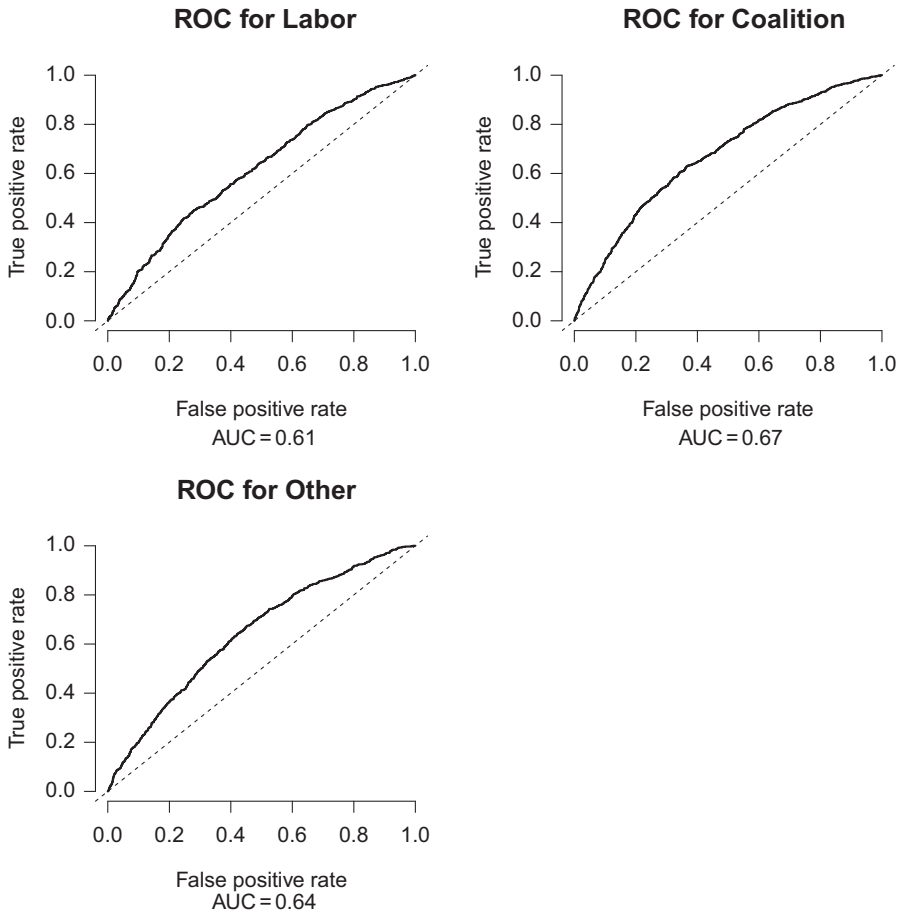 ROC for Labor
True positive rate
1.0
0.8
0.6
0.4
0.2
0.0
0.0 0.2 0.4 0.6 0.8 1.0
False positive rate
AUC = 0.61
ROC for Coalition
True positive rate
1.0
0.8
0.6
0.4
0.2
0.0
0.0 0.2 0.4 0.6 0.8 1.0
False positive rate
AUC = 0.67
ROC for Other
True positive rate
1.0
0.8
0.6
0.4
0.2
0.0
0.0 0.2 0.4 0.6 0.8 1.0
False positive rate
AUC = 0.64